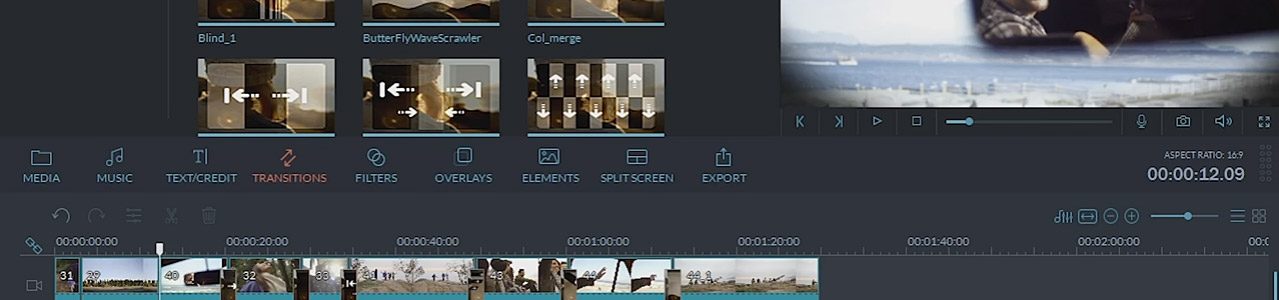 Blind_1 ButterFlyWaveScrawler Col_merge
MEDIA MUSIC TEXT/CREDIT TRANSITIONS FILTERS OVERLAYS ELEMENTS SPLIT SCREEN EXPORT
ASPECT RATIO: 16:9
00:00:12.09
00:00:00:00 00:00:20:00 00:00:40:00 00:01:00:00 00:01:20:00 00:01:40:00 00:02:00:00
31 29 40 32 33 43 44 44_1